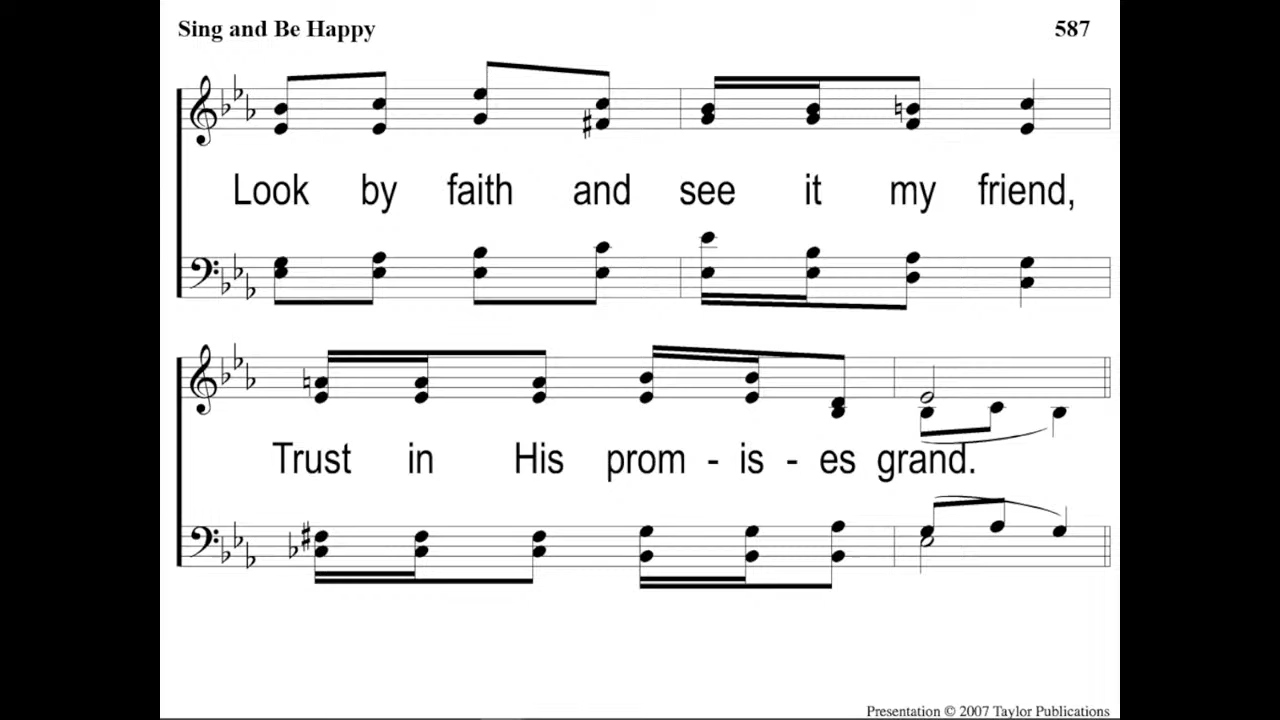 Sing and Be Happy 587
Look by faith and see it my friend,
Trust in His prom - is - es grand.
Presentation © 2007 Taylor Publications